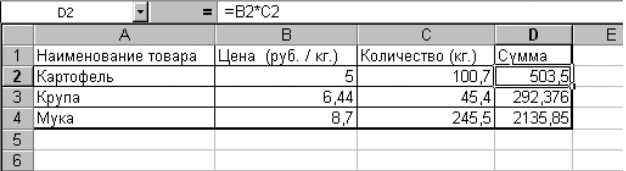 D2 = =B2*C2
A B C D E
1 Наименование товара Цена (руб. / кг.) Количество (кг.) Сумма
2 Картофель 5 100,7 503,5
3 Крупа 6,44 45,4 292,376
4 Мука 8,7 245,5 2135,85
5
6